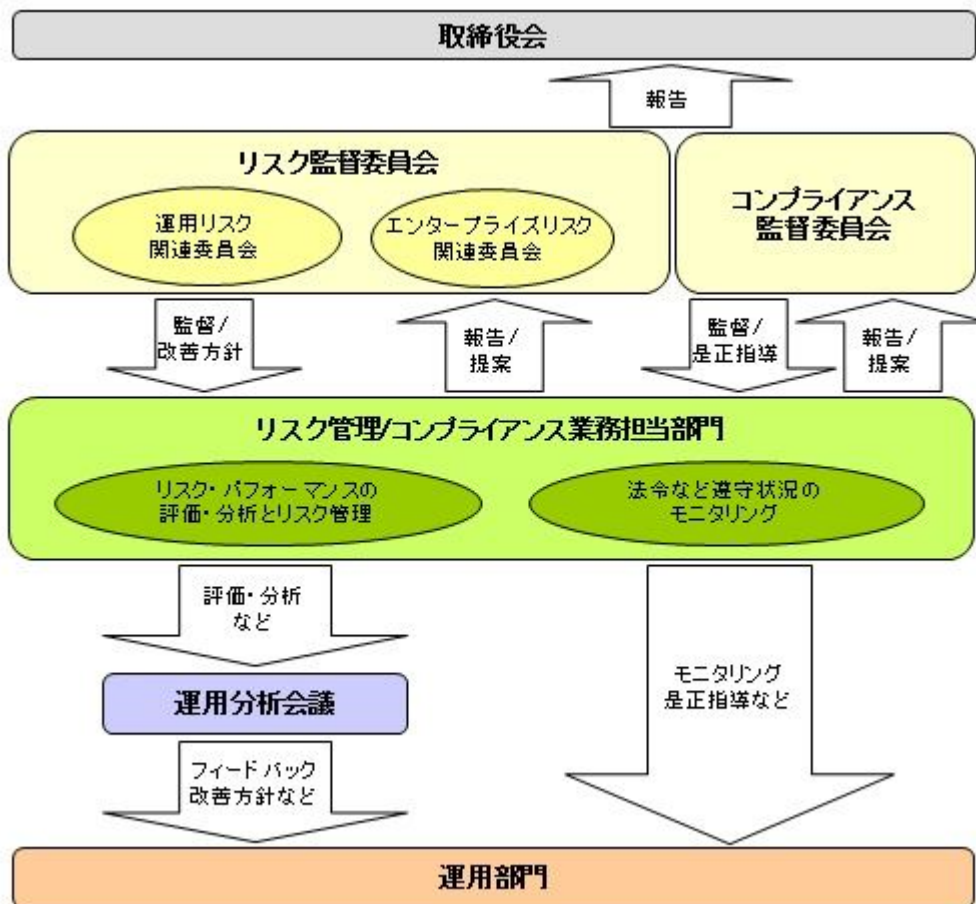 取締役会
報告
リスク監督委員会
運用リスク
関連委員会
エンタープライズリスク
関連委員会
コンプライアンス
監督委員会
監督/
改善方針
報告/
提案
監督/
是正指導
報告/
提案
リスク管理/コンプライアンス業務担当部門
リスク・パフォーマンスの
評価・分析とリスク管理
法令など遵守状況の
モニタリング
評価・分析
など
運用分析会議
モニタリング
是正指導など
フィードバック
改善方針など
運用部門